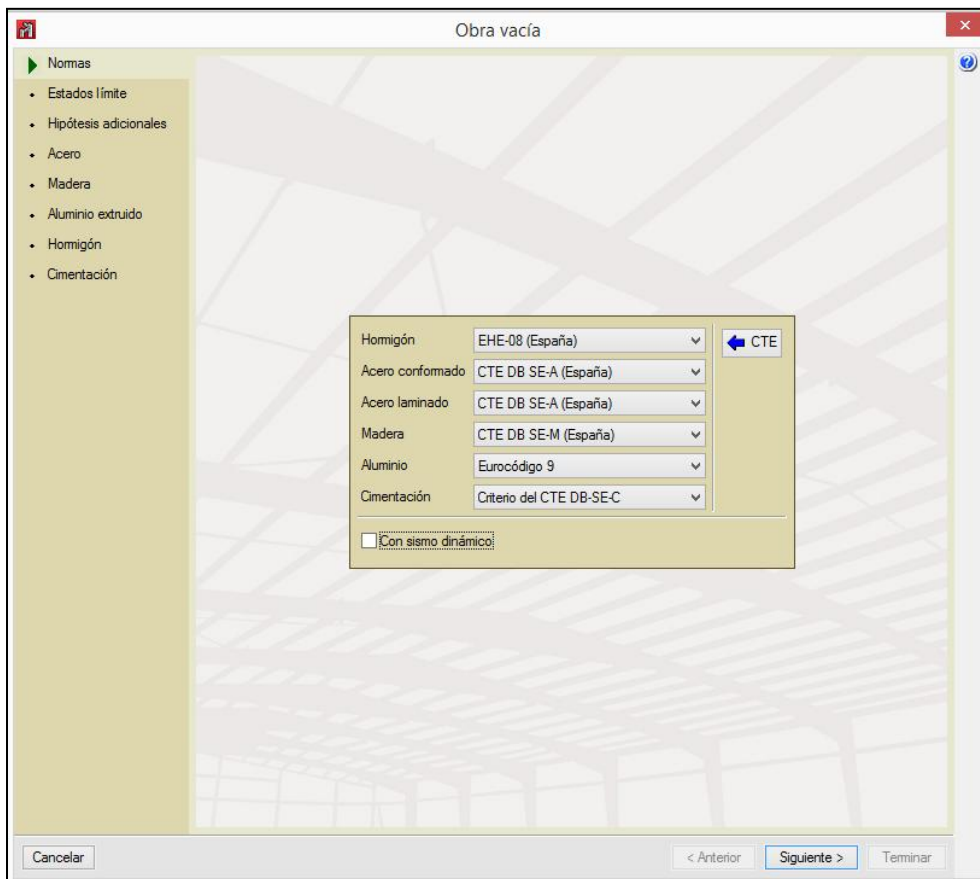 Obra vacía
Normas
Estados límite
Hipótesis adicionales
Acero
Madera
Aluminio extruido
Hormigón
Cimentación
Hormigón EHE-08 (España)
CTE
Acero conformado CTE DB SE-A (España)
Acero laminado CTE DB SE-A (España)
Madera CTE DB SE-M (España)
Aluminio Eurocódigo 9
Cimentación Criterio del CTE DB-SE-C
Con sismo dinámico
Cancelar < Anterior Siguiente > Terminar